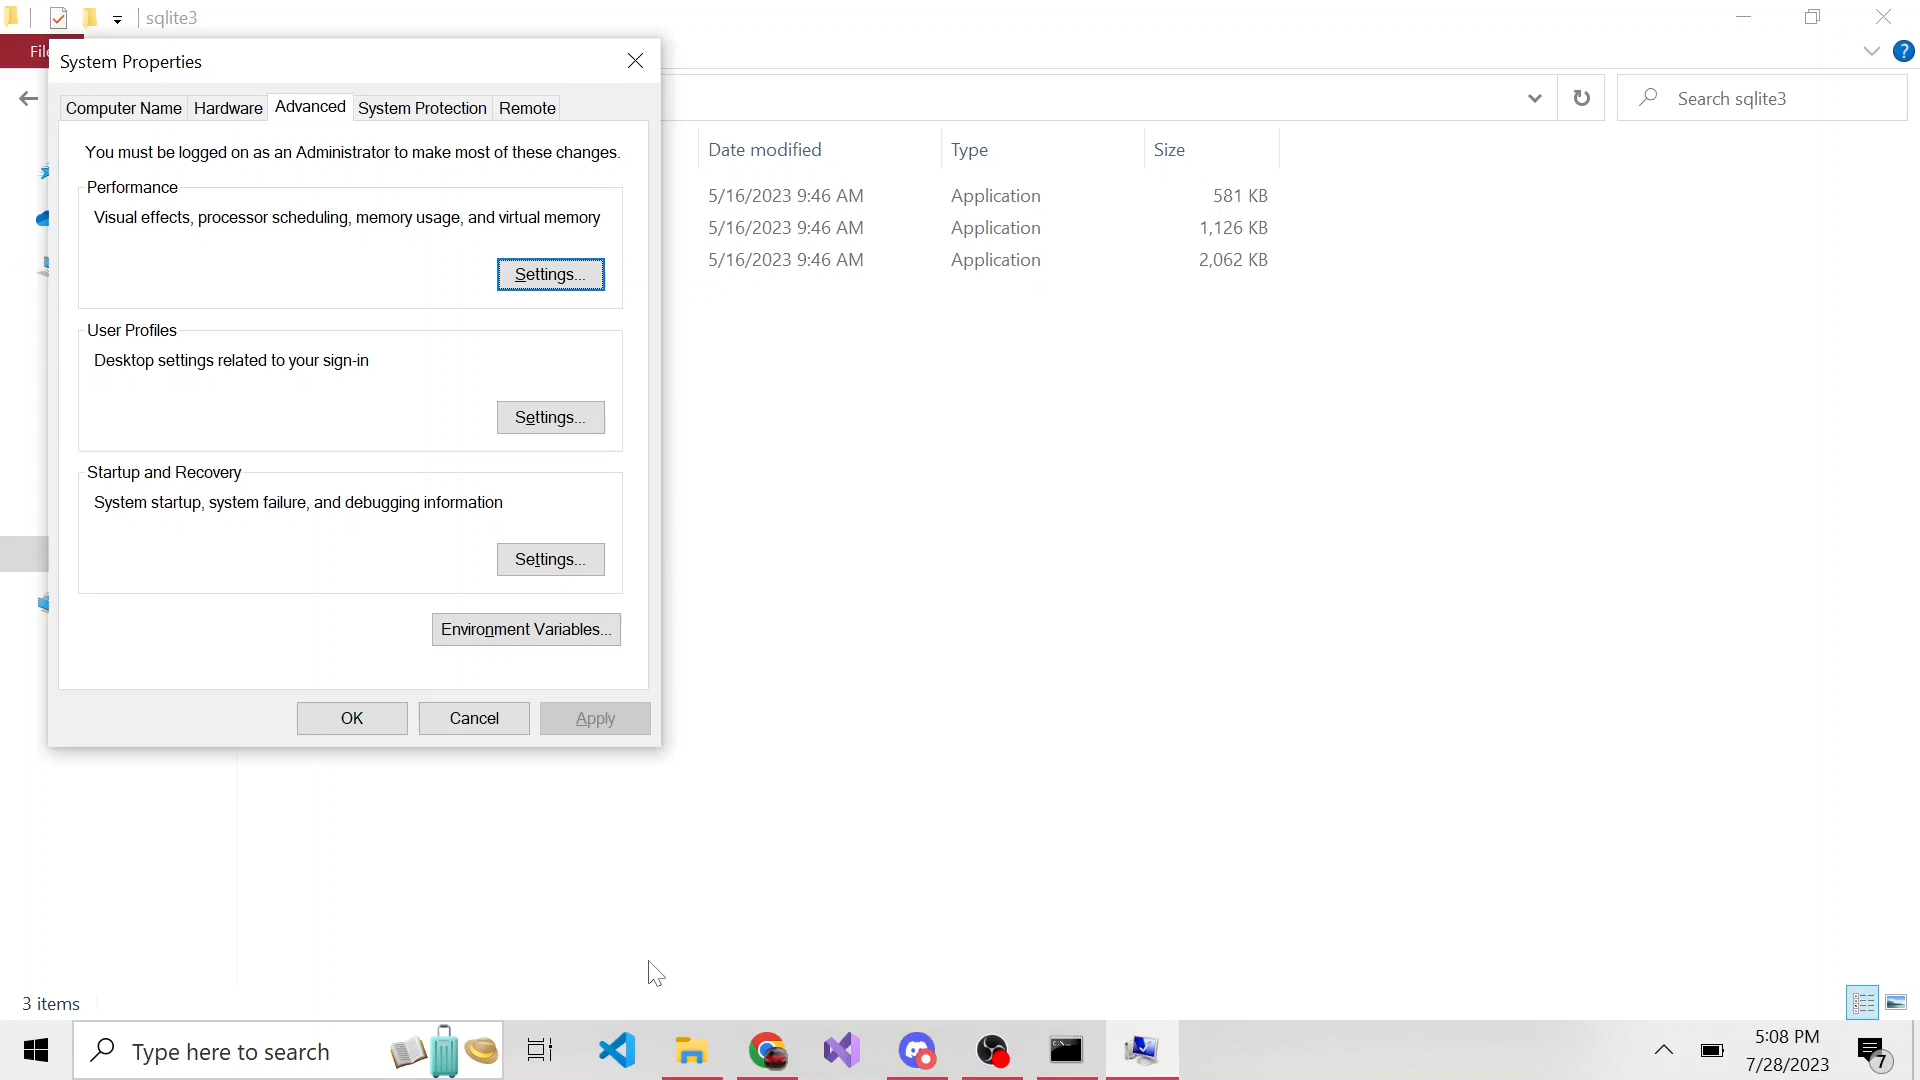 sqlite3
File
System Properties
Computer Name Hardware Advanced System Protection Remote
Search sqlite3
You must be logged on as an Administrator to make most of these changes.
Performance
Visual effects, processor scheduling, memory usage, and virtual memory
Settings...
User Profiles
Desktop settings related to your sign-in
Settings...
Startup and Recovery
System startup, system failure, and debugging information
Settings...
Environment Variables...
OK Cancel Apply
Date modified Type Size
5/16/2023 9:46 AM Application 581 KB
5/16/2023 9:46 AM Application 1,126 KB
5/16/2023 9:46 AM Application 2,062 KB
3 items
Type here to search
5:08 PM
7/28/2023
7